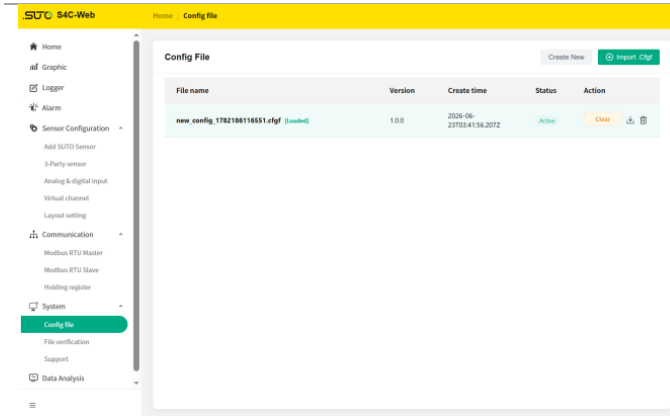 SUTO S4C-Web
Home / Config file
Home
Graphic
Logger
Alarm
Sensor Configuration
Add SUTO Sensor
3-Party sensor
Analog & digital input
Virtual channel
Layout setting
Communication
Modbus RTU Master
Modbus RTU Slave
Holding register
System
Config file
File verification
Support
Data Analysis
Config File
Create New
Import .Cfgf
File name Version Create time Status Action
new_config_1782186116551.cfgf [Loaded] 1.0.0 2026-06-
23T03:41:56.207Z Active Clear